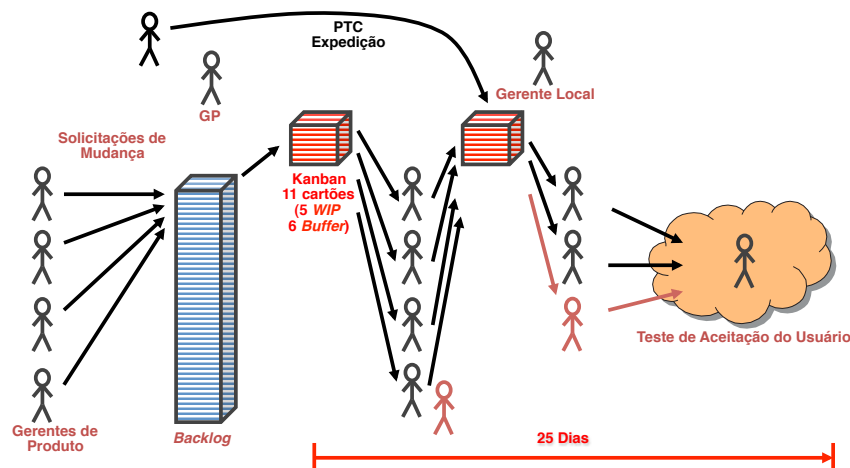 PTC
Expedição
Gerente Local
GP
Solicitações de
Mudança
Kanban
11 cartões
(5 WIP
6 Buffer)
Teste de Aceitação do Usuário
Gerentes de
Produto
Backlog
25 Dias